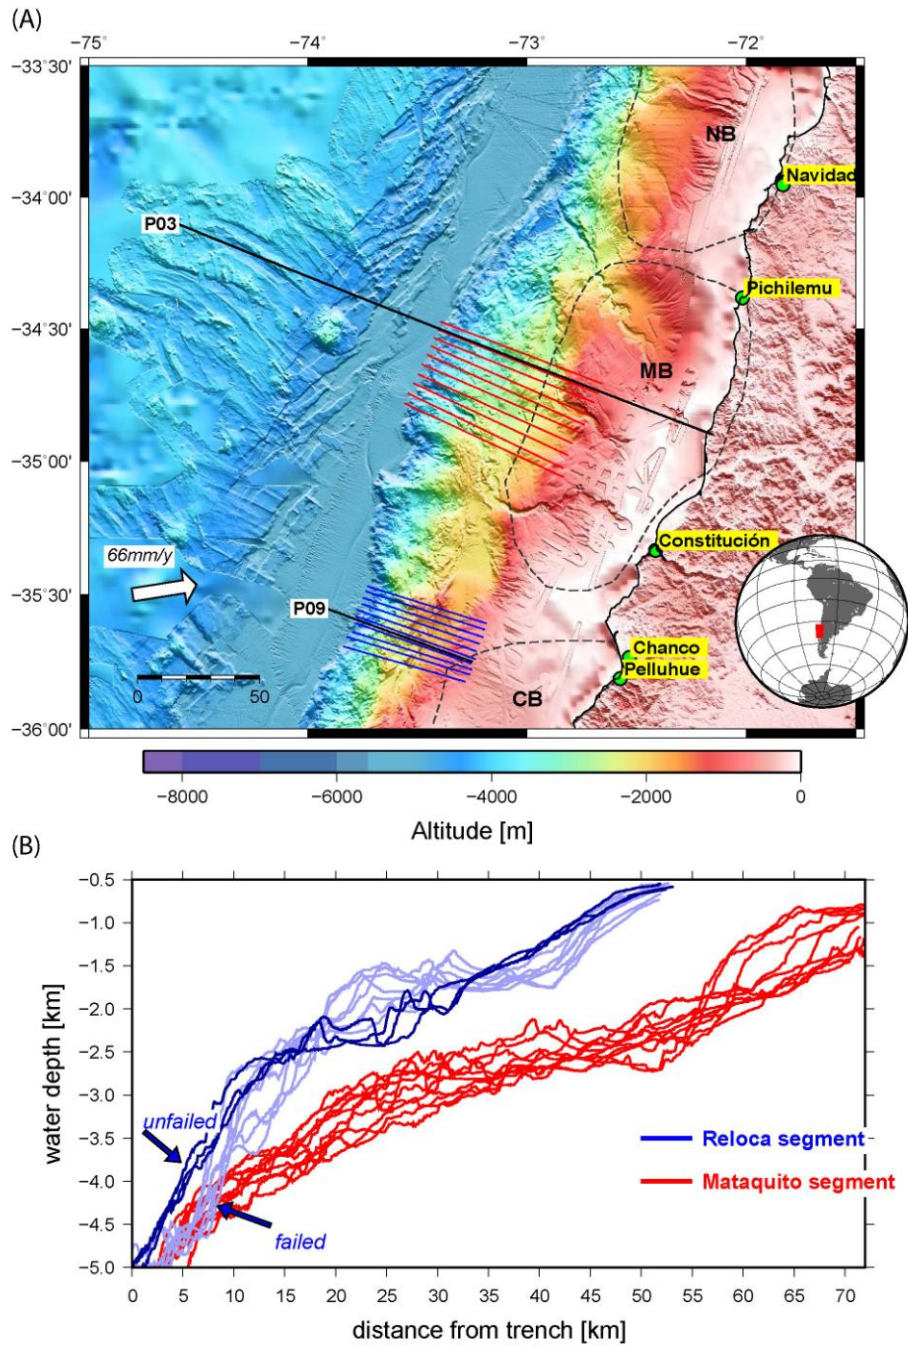 (A)
−75° −74° −73° −72°
−33°30'
NB
Navidad
−34°00'
P03
Pichilemu
−34°30'
MB
−35°00'
Constitución
66mm/y
−35°30'
P09
Chanco
Pelluhue
CB
0 50
−36°00'
−8000 −6000 −4000 −2000 0
Altitude [m]
(B)
−0.5
−1.0
−1.5
−2.0
−2.5
−3.0
−3.5
−4.0
−4.5
−5.0
water depth [km]
unfailed
failed
Reloca segment
Mataquito segment
0 5 10 15 20 25 30 35 40 45 50 55 60 65 70
distance from trench [km]